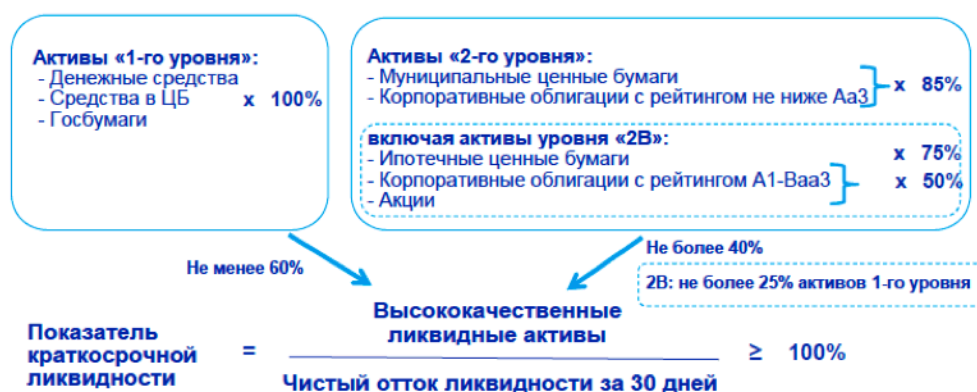 Активы «1-го уровня»:
- Денежные средства
- Средства в ЦБ х 100%
- Госбумаги
Активы «2-го уровня»:
- Муниципальные ценные бумаги
- Корпоративные облигации с рейтингом не ниже Аа3
х 85%
включая активы уровня «2В»:
- Ипотечные ценные бумаги х 75%
- Корпоративные облигации с рейтингом А1-Ваа3
- Акции
х 50%
Не менее 60%
Не более 40%
2В: не более 25% активов 1-го уровня
Показатель
краткосрочной
ликвидности
=
Высококачественные
ликвидные активы
Чистый отток ликвидности за 30 дней
≥ 100%